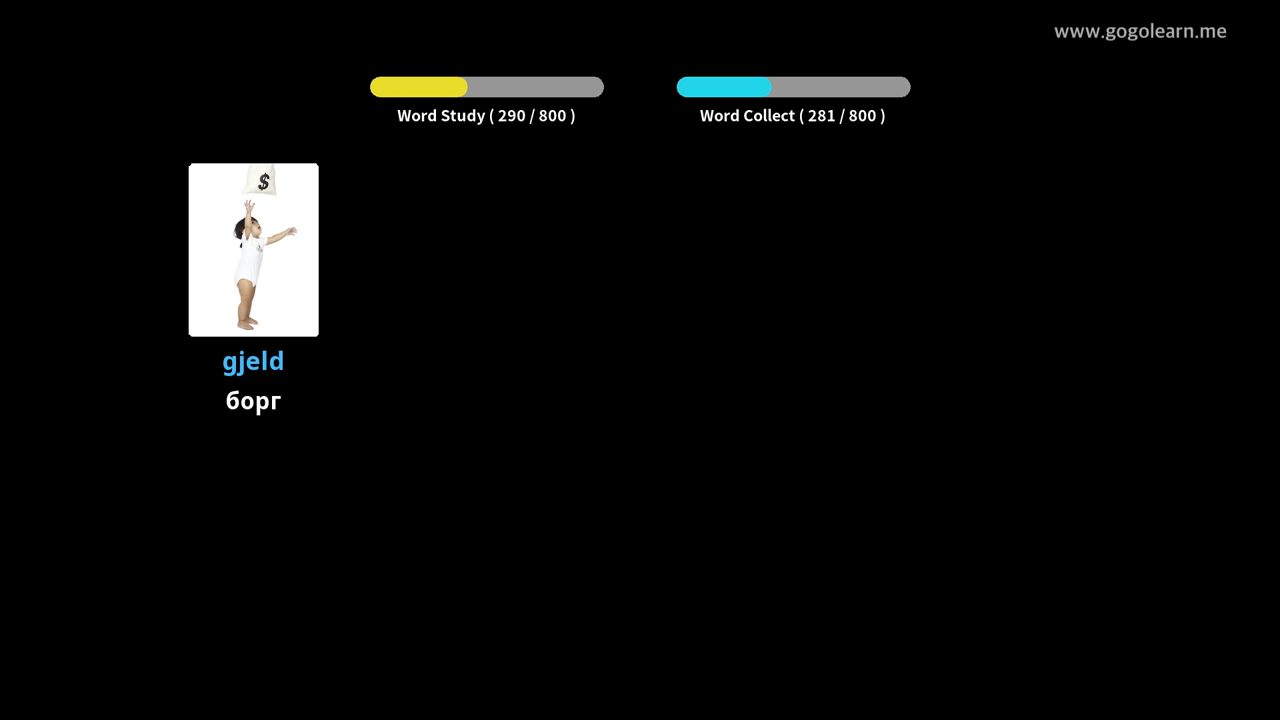 www.gogolearn.me
Word Study ( 290 / 800 )
Word Collect ( 281 / 800 )
$
gjeld
борг